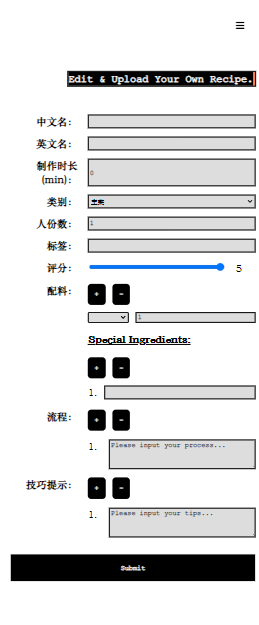 Edit & Upload Your Own Recipe.
中文名:
英文名:
制作时长
(min):
0
类别:
主菜
人份数:
1
标签:
评分:
5
配料:
+ -
1
Special Ingredients:
+ -
1.
流程:
+ -
1. Please input your process...
技巧提示:
+ -
1. Please input your tips...
Submit